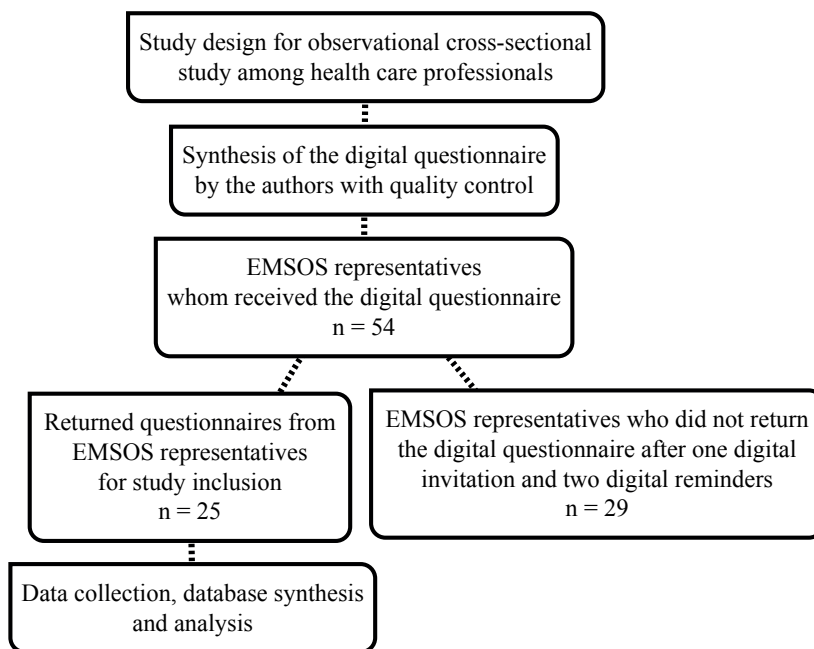 Study design for observational cross-sectional
study among health care professionals
Synthesis of the digital questionnaire
by the authors with quality control
EMSOS representatives
whom received the digital questionnaire
n = 54
Returned questionnaires from
EMSOS representatives
for study inclusion
n = 25
EMSOS representatives who did not return
the digital questionnaire after one digital
invitation and two digital reminders
n = 29
Data collection, database synthesis
and analysis